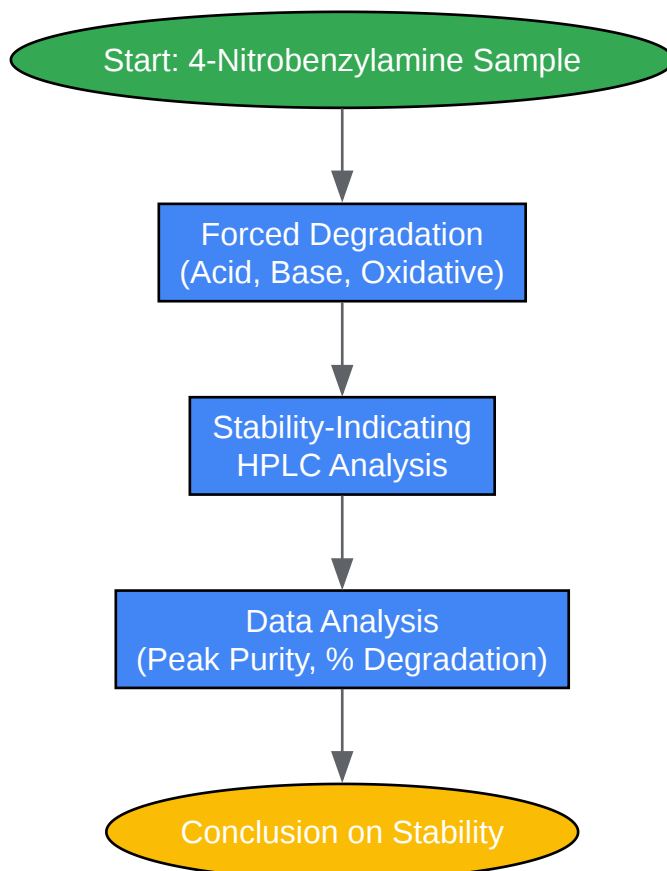 Start: 4-Nitrobenzylamine Sample
Forced Degradation
(Acid, Base, Oxidative)
Stability-Indicating
HPLC Analysis
Data Analysis
(Peak Purity, % Degradation)
Conclusion on Stability